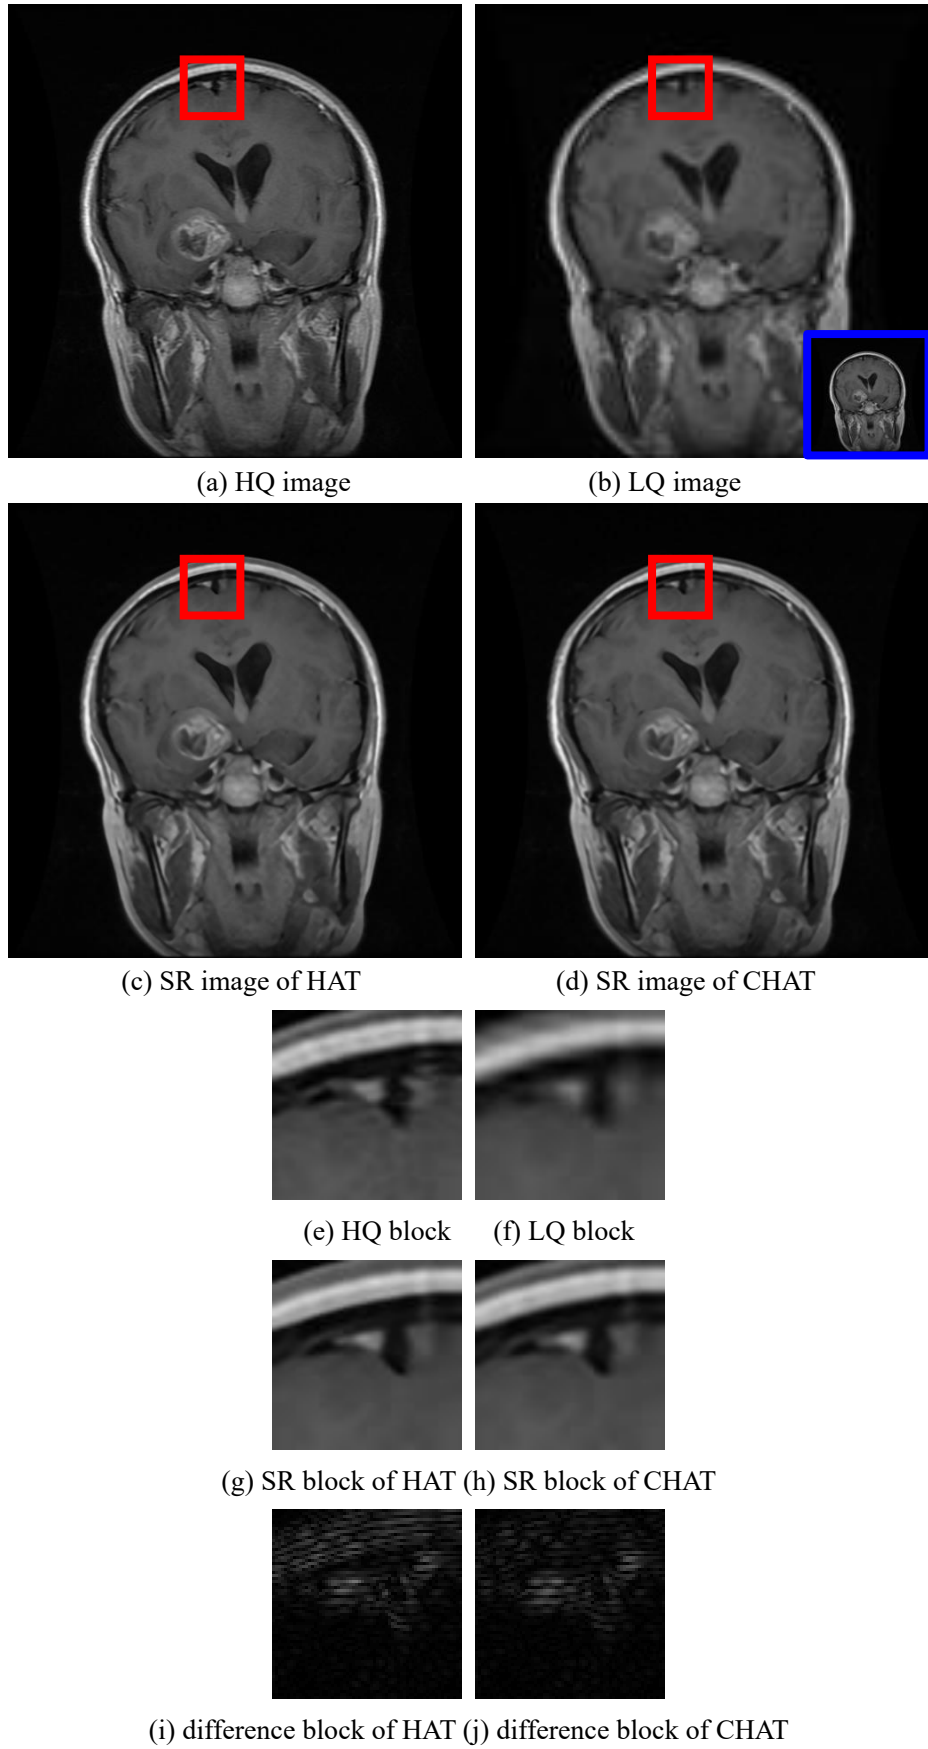 (a) HQ image
(b) LQ image
(c) SR image of HAT
(d) SR image of CHAT
(e) HQ block
(f) LQ block
(g) SR block of HAT
(h) SR block of CHAT
(i) difference block of HAT
(j) difference block of CHAT